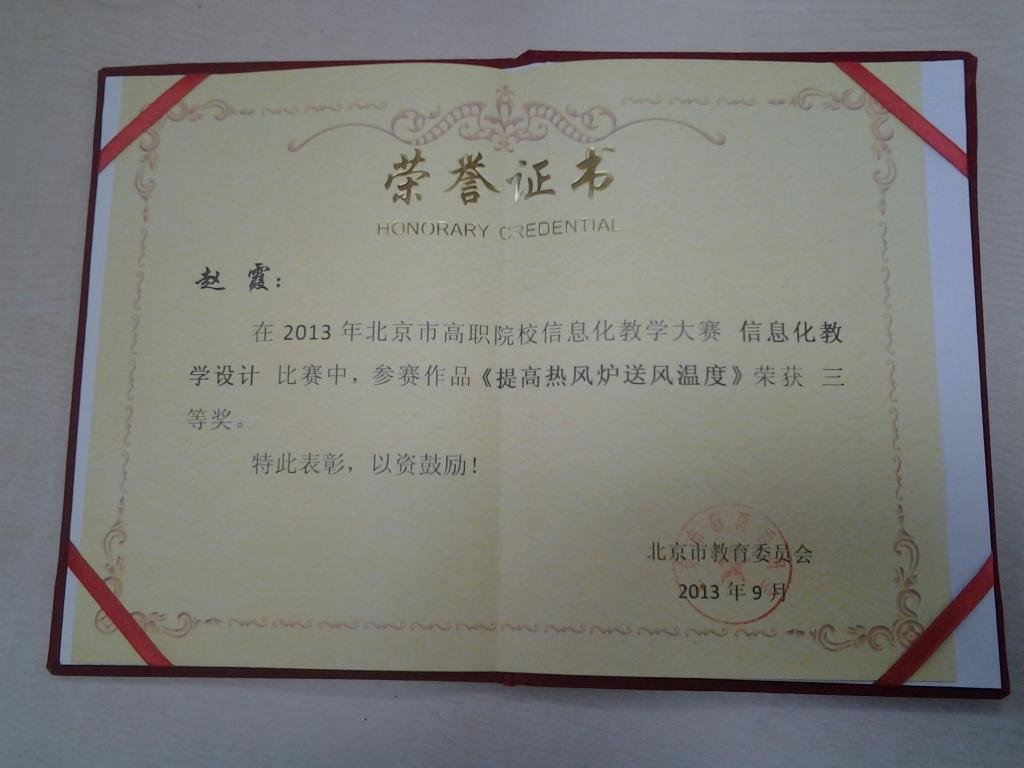 荣誉证书
HONORARY CREDENTIAL
赵 霞：
在 2013 年北京市高职院校信息化教学大赛 信息化教
学设计 比赛中，参赛作品《提高热风炉送风温度》荣获 三
等奖。
特此表彰，以资鼓励！
北京市教育委员会
2013 年 9 月